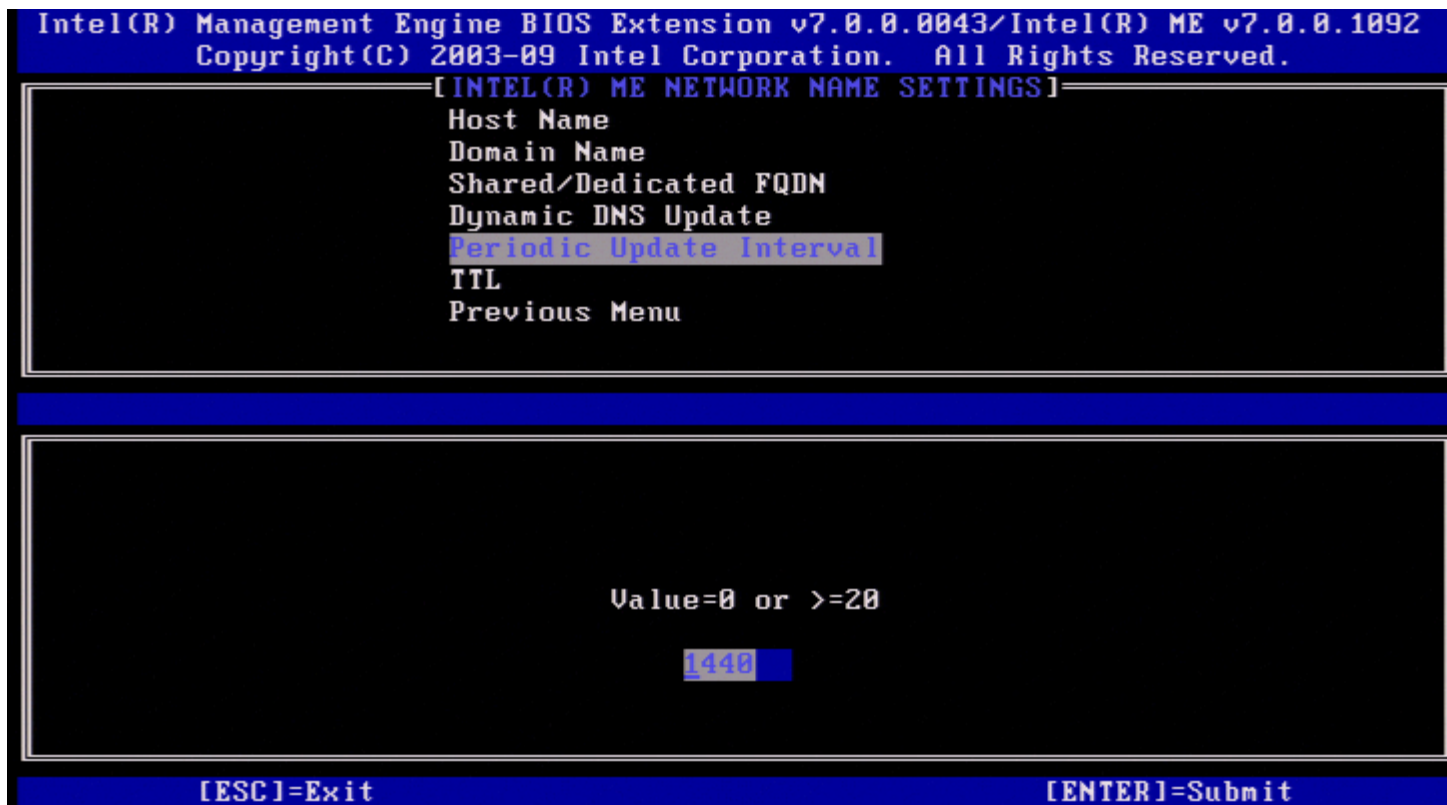 Intel(R) Management Engine BIOS Extension v7.0.0.0043/Intel(R) ME v7.0.0.1092
Copyright(C) 2003-09 Intel Corporation.  All Rights Reserved.
[INTEL(R) ME NETWORK NAME SETTINGS]
Host Name
Domain Name
Shared/Dedicated FQDN
Dynamic DNS Update
Periodic Update Interval
TTL
Previous Menu
Value=0 or >=20
1440
[ESC]=Exit [ENTER]=Submit